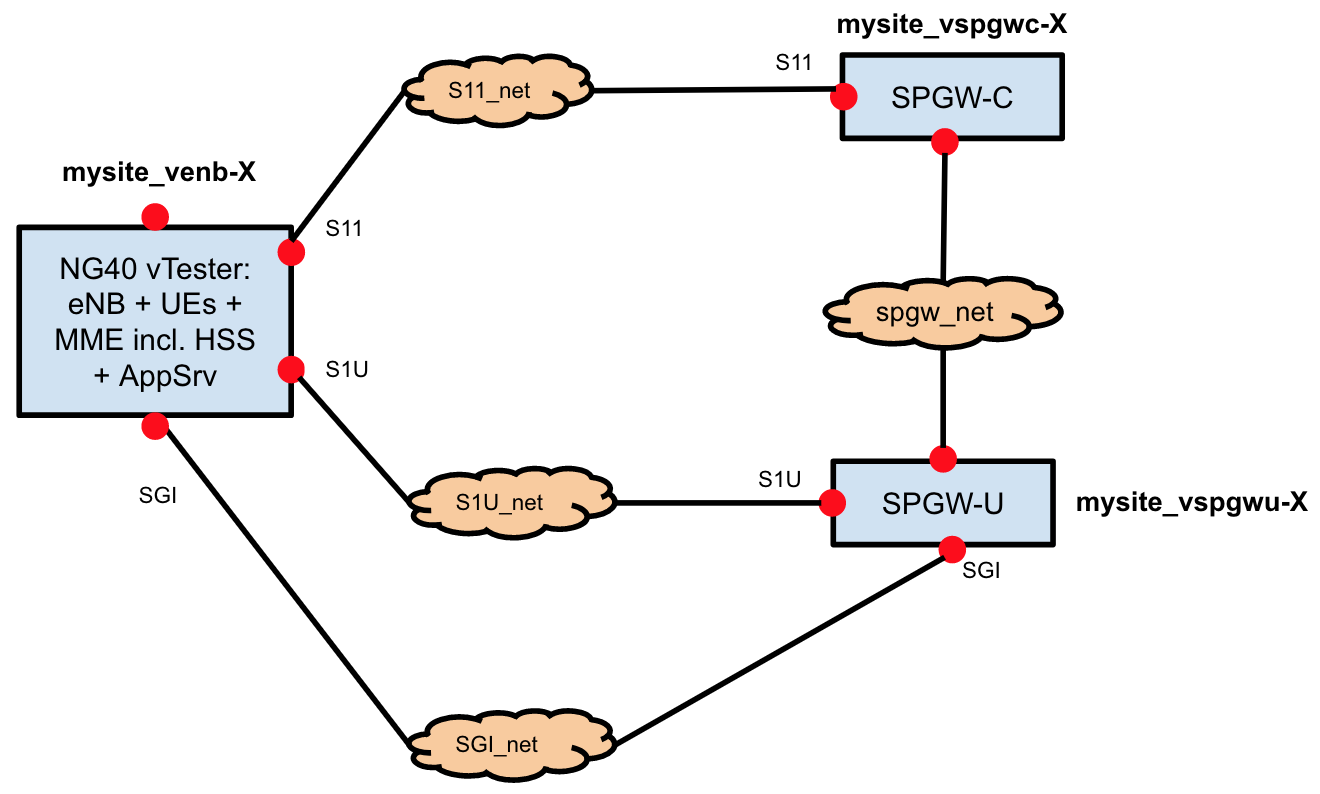 mysite_vspgwc-X
S11
S11_net
SPGW-C
mysite_venb-X
S11
NG40 vTester:
eNB + UEs +
MME incl. HSS
+ AppSrv
spgw_net
S1U
S1U
SGI
S1U_net
SPGW-U
mysite_vspgwu-X
SGI
SGI_net